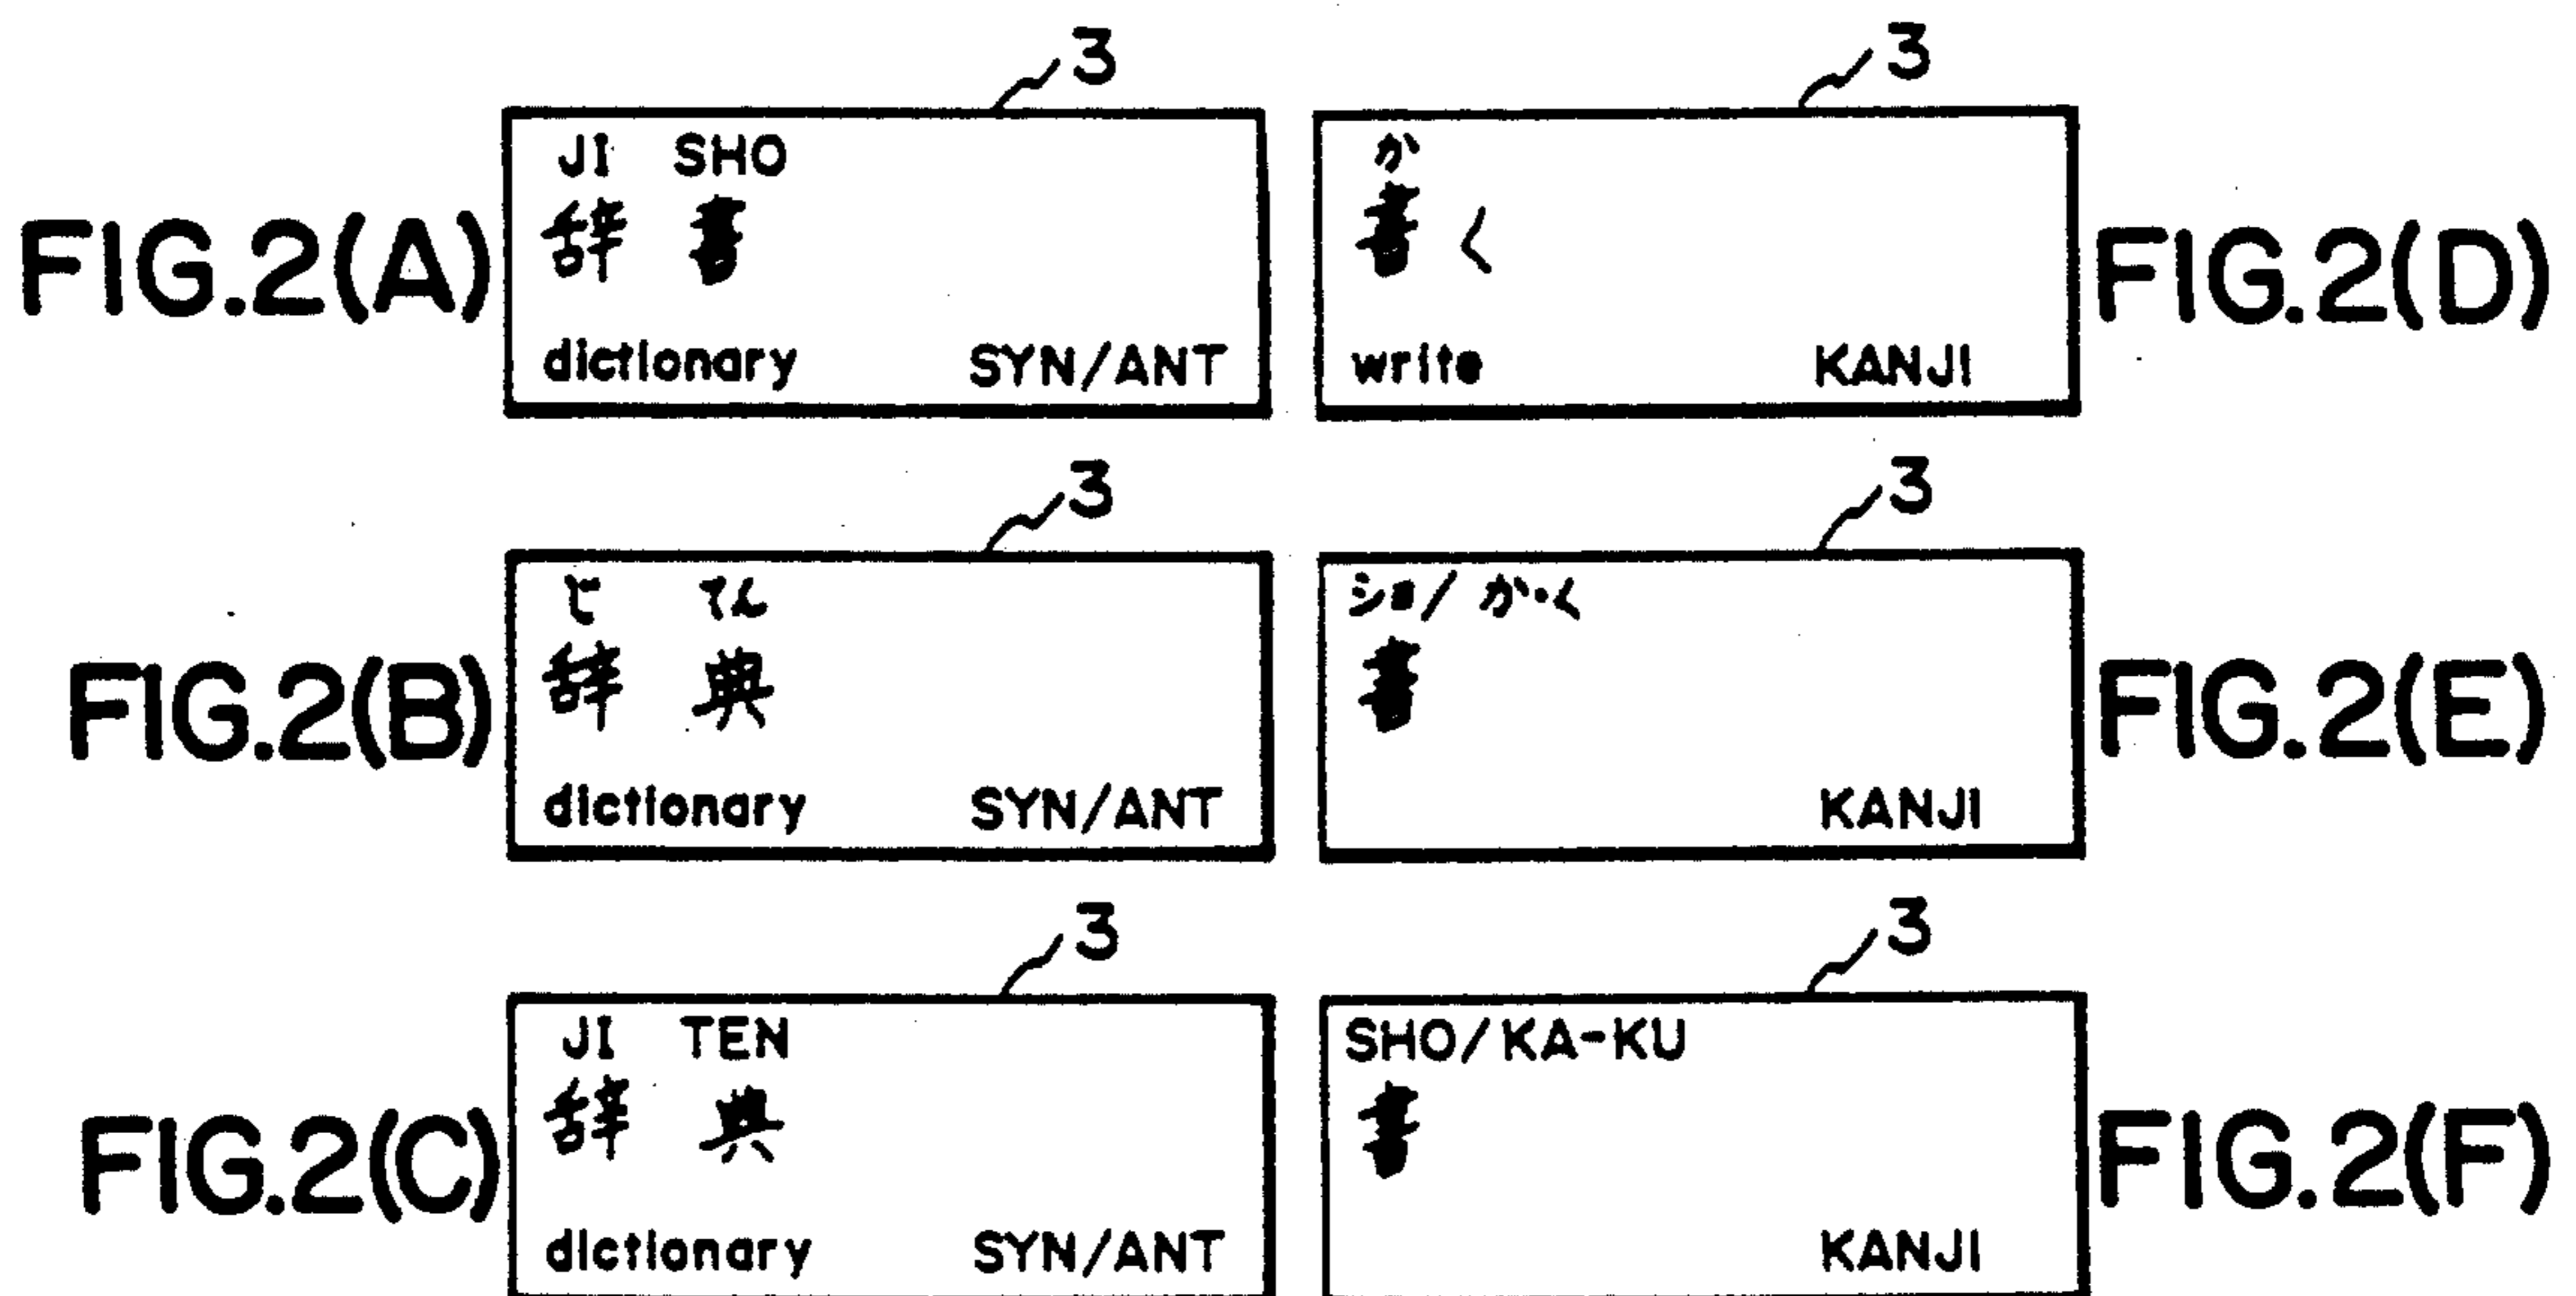 3
JI SHO
辞書
dictionary SYN/ANT
FIG.2(A)
3
じ てん
辞典
dictionary SYN/ANT
FIG.2(B)
3
JI TEN
辞典
dictionary SYN/ANT
FIG.2(C)
3
か
書く
write KANJI
FIG.2(D)
3
ショ/か・く
書
KANJI
FIG.2(E)
3
SHO/KA-KU
書
KANJI
FIG.2(F)